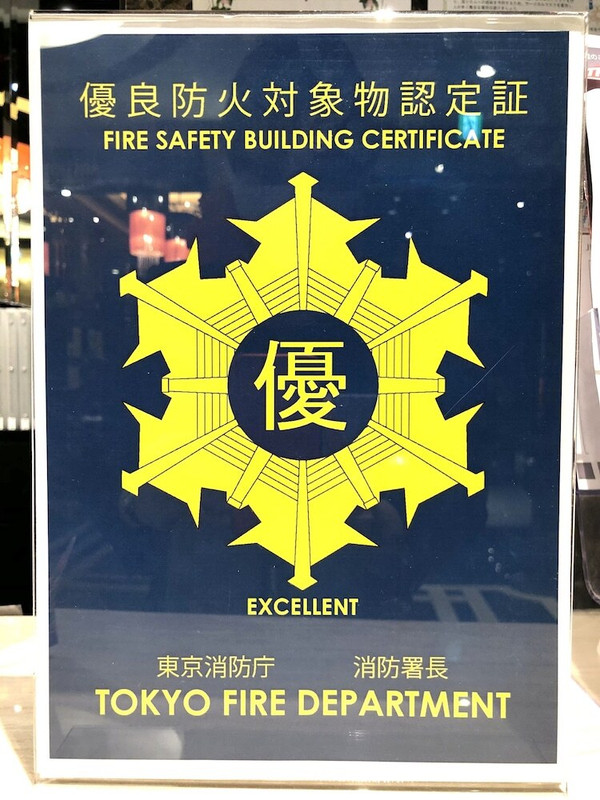 優良防火対象物認定証
FIRE SAFETY BUILDING CERTIFICATE
優
EXCELLENT
東京消防庁 消防署長
TOKYO FIRE DEPARTMENT